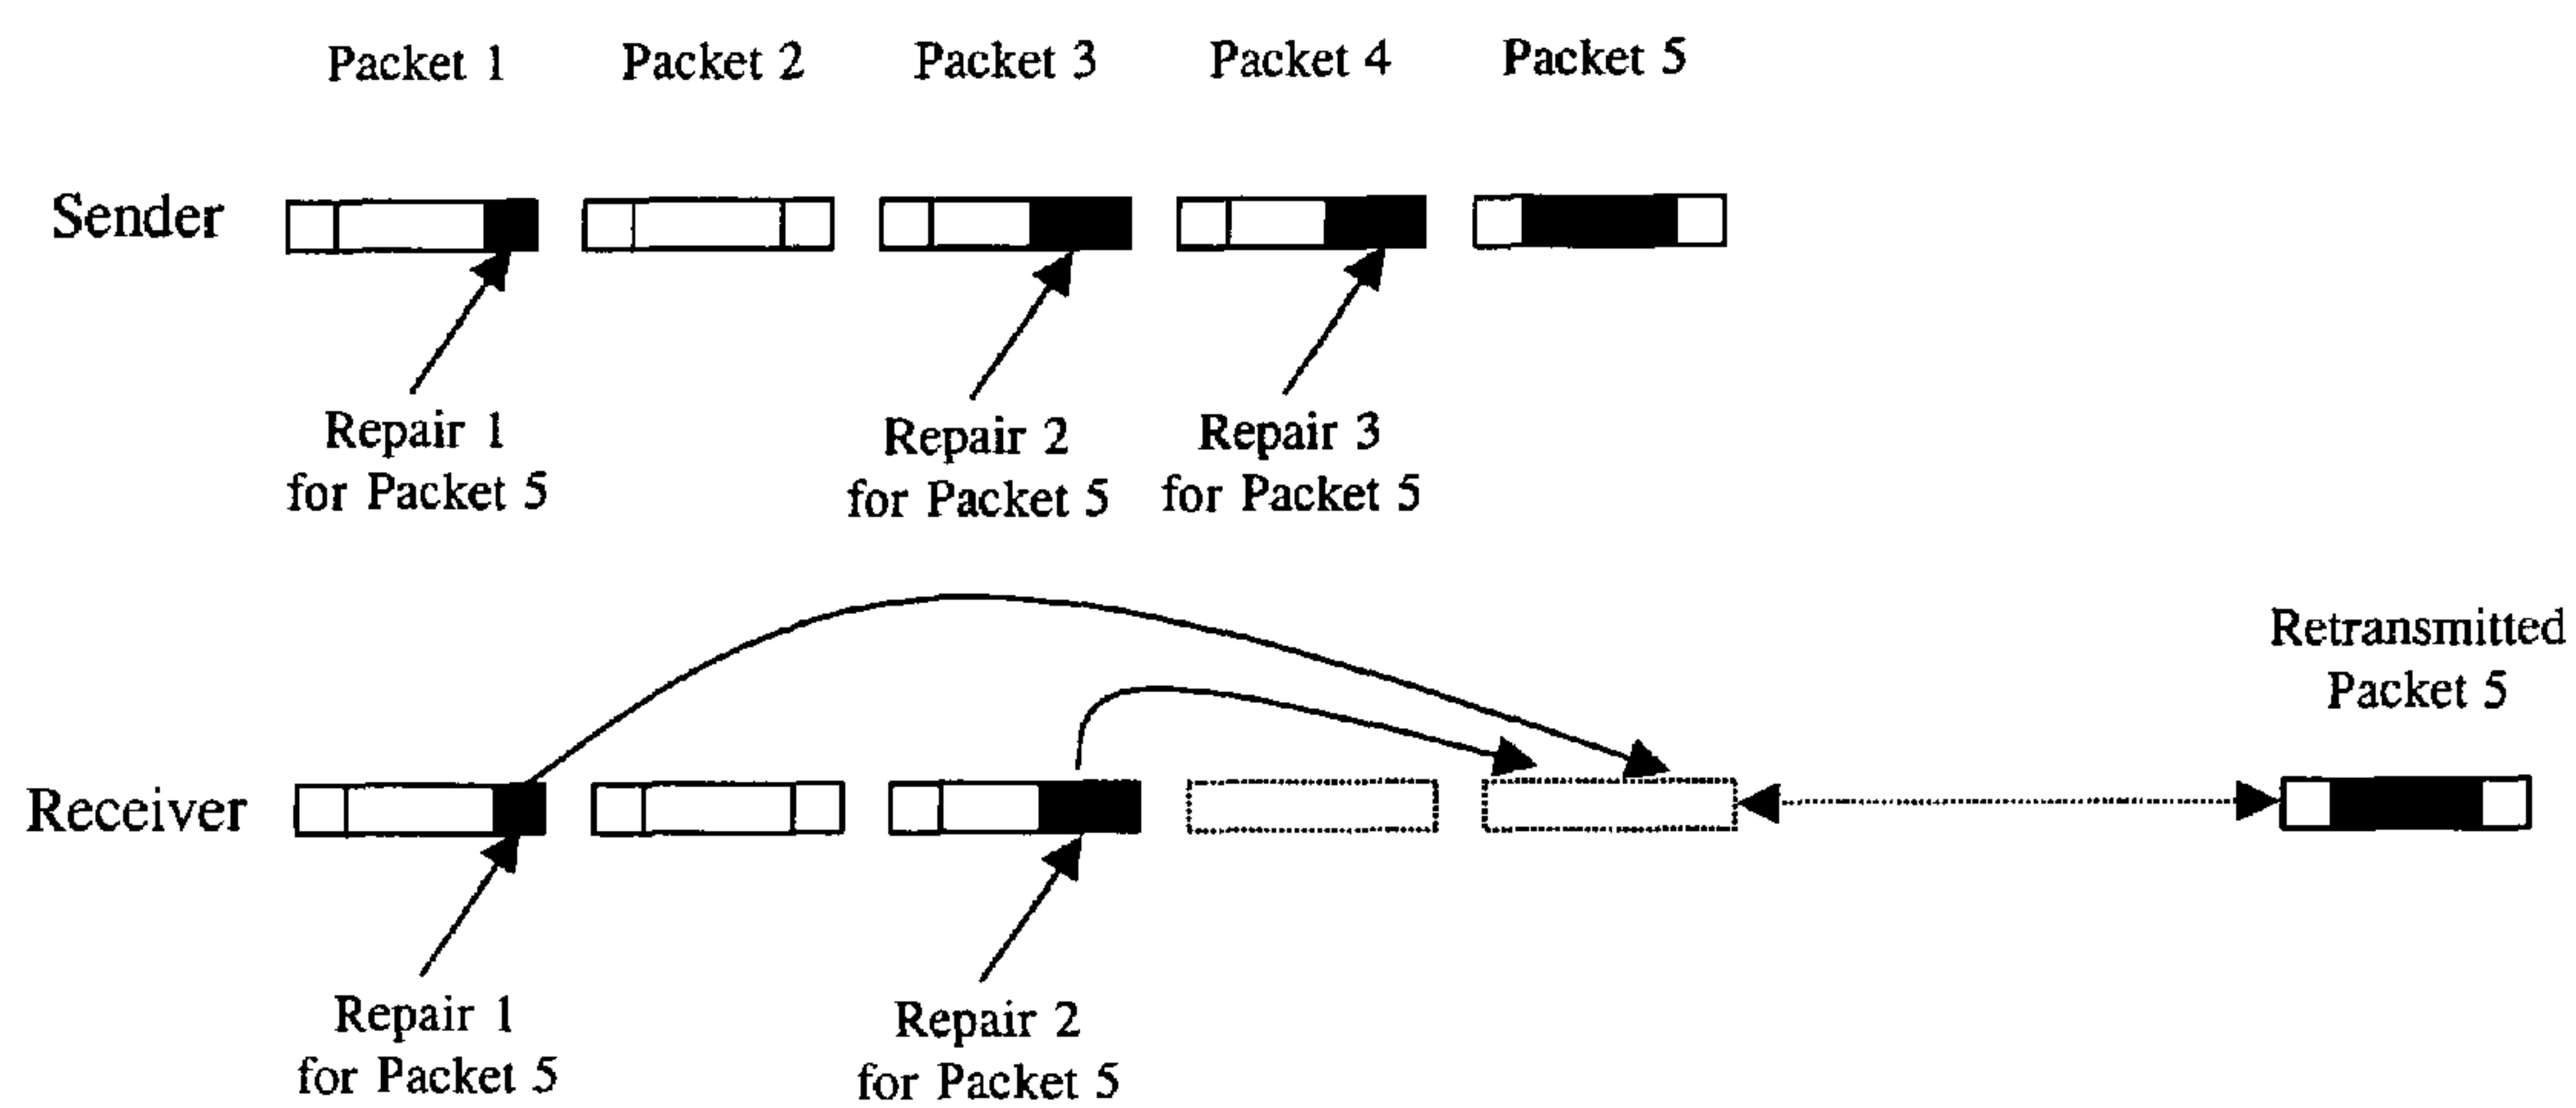 Packet 1
Packet 2
Packet 3
Packet 4
Packet 5
Sender
Repair 1
for Packet 5
Repair 2
for Packet 5
Repair 3
for Packet 5
Retransmitted
Packet 5
Receiver
Repair 1
for Packet 5
Repair 2
for Packet 5